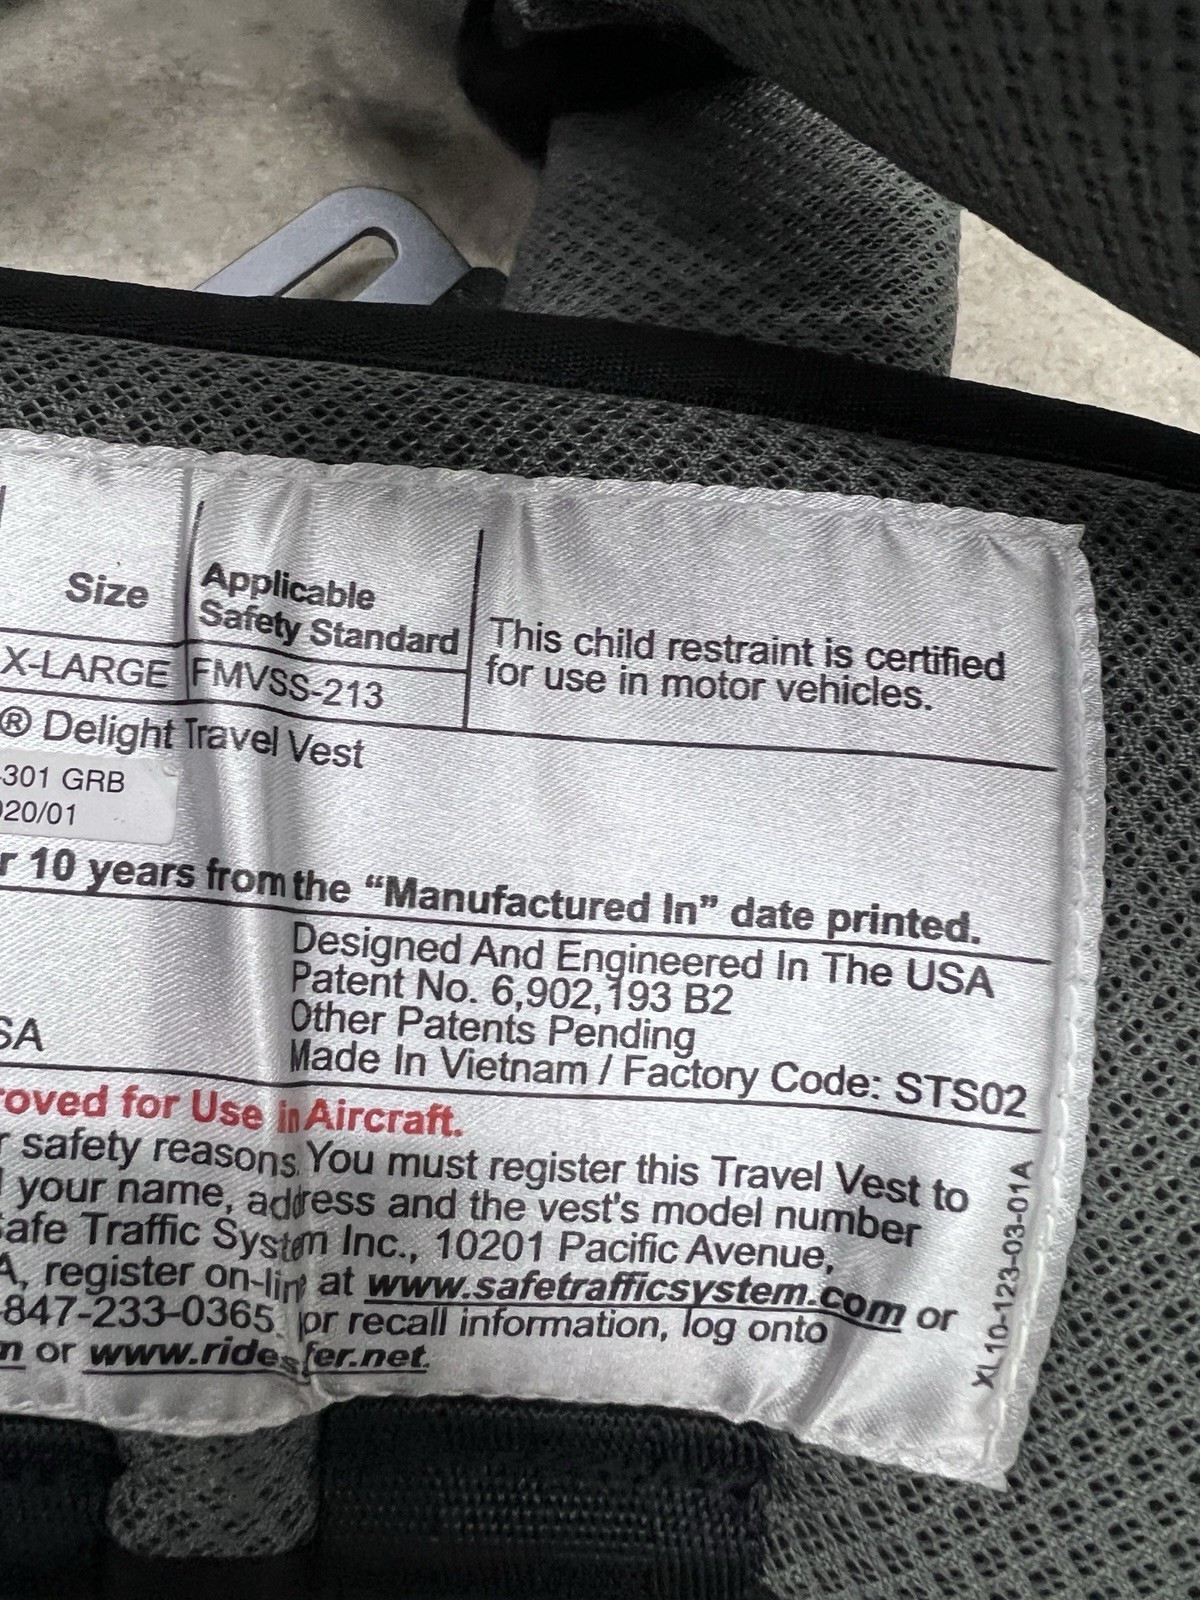 Size
Applicable
Safety Standard
This child restraint is certified
for use in motor vehicles.
X-LARGE
FMVSS-213
® Delight Travel Vest
301 GRB
20/01
r 10 years from the “Manufactured In” date printed.
Designed And Engineered In The USA
Patent No. 6,902,193 B2
Other Patents Pending
SA
Made In Vietnam / Factory Code: STS02
roved for Use in Aircraft.
r safety reasons. You must register this Travel Vest to
your name, address and the vest's model number
afe Traffic System Inc., 10201 Pacific Avenue,
A, register on-line at www.safetrafficsystem.com or
-847-233-0365. or recall information, log onto
or www.ridesafer.net.
XL10-123-03-01A